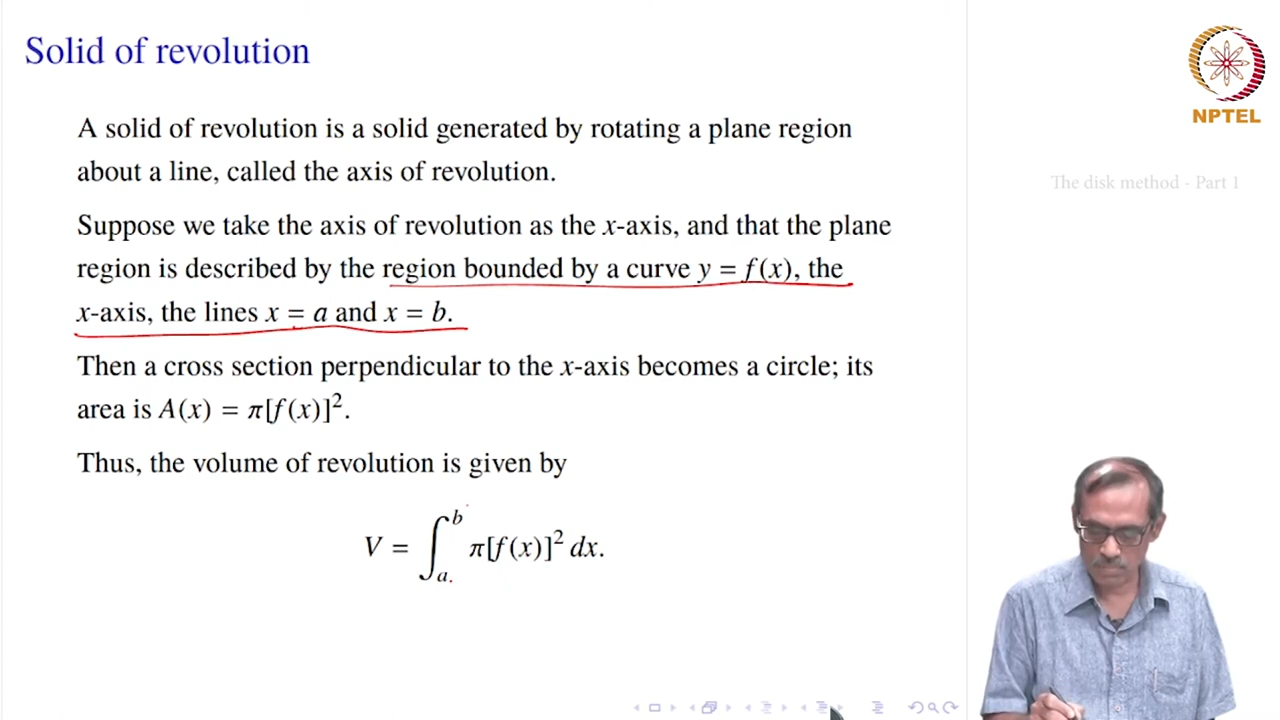 Solid of revolution
A solid of revolution is a solid generated by rotating a plane region
about a line, called the axis of revolution.
Suppose we take the axis of revolution as the x-axis, and that the plane
region is described by the region bounded by a curve y = f(x), the
x-axis, the lines x = a and x = b.
Then a cross section perpendicular to the x-axis becomes a circle; its
area is A(x) = π[f(x)]².
Thus, the volume of revolution is given by
V = ∫_a^b π[f(x)]² dx.
NPTEL
The disk method - Part 1